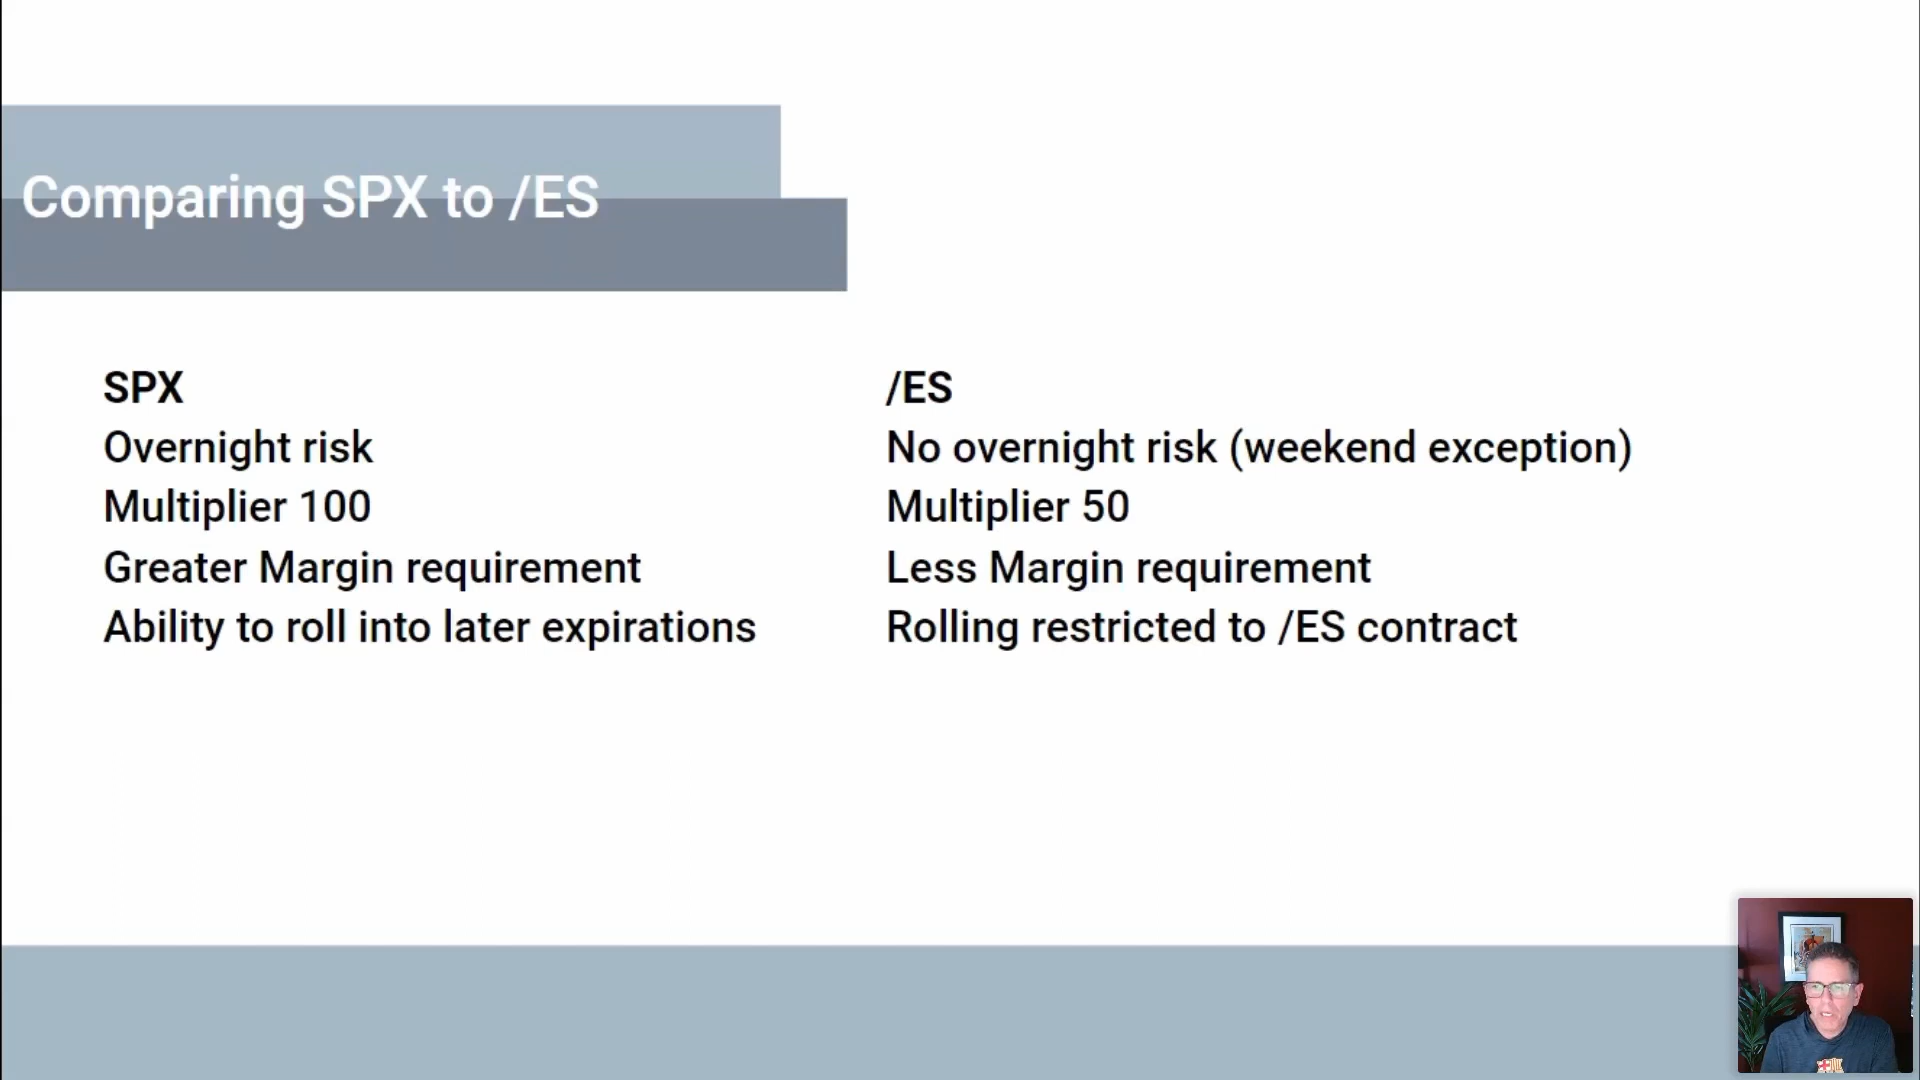 Comparing SPX to /ES
SPX
Overnight risk
Multiplier 100
Greater Margin requirement
Ability to roll into later expirations
/ES
No overnight risk (weekend exception)
Multiplier 50
Less Margin requirement
Rolling restricted to /ES contract